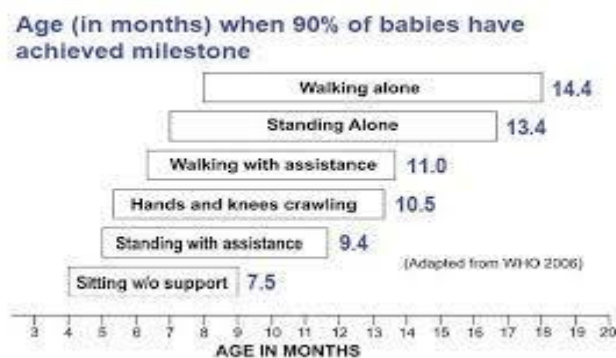 Age (in months) when 90% of babies have
achieved milestone
Walking alone 14.4
Standing Alone 13.4
Walking with assistance 11.0
Hands and knees crawling 10.5
Standing with assistance 9.4
(Adapted from WHO 2006)
Sitting w/o support 7.5
3 4 5 6 7 8 9 10 11 12 13 14 15 16 17 18 19 20
AGE IN MONTHS